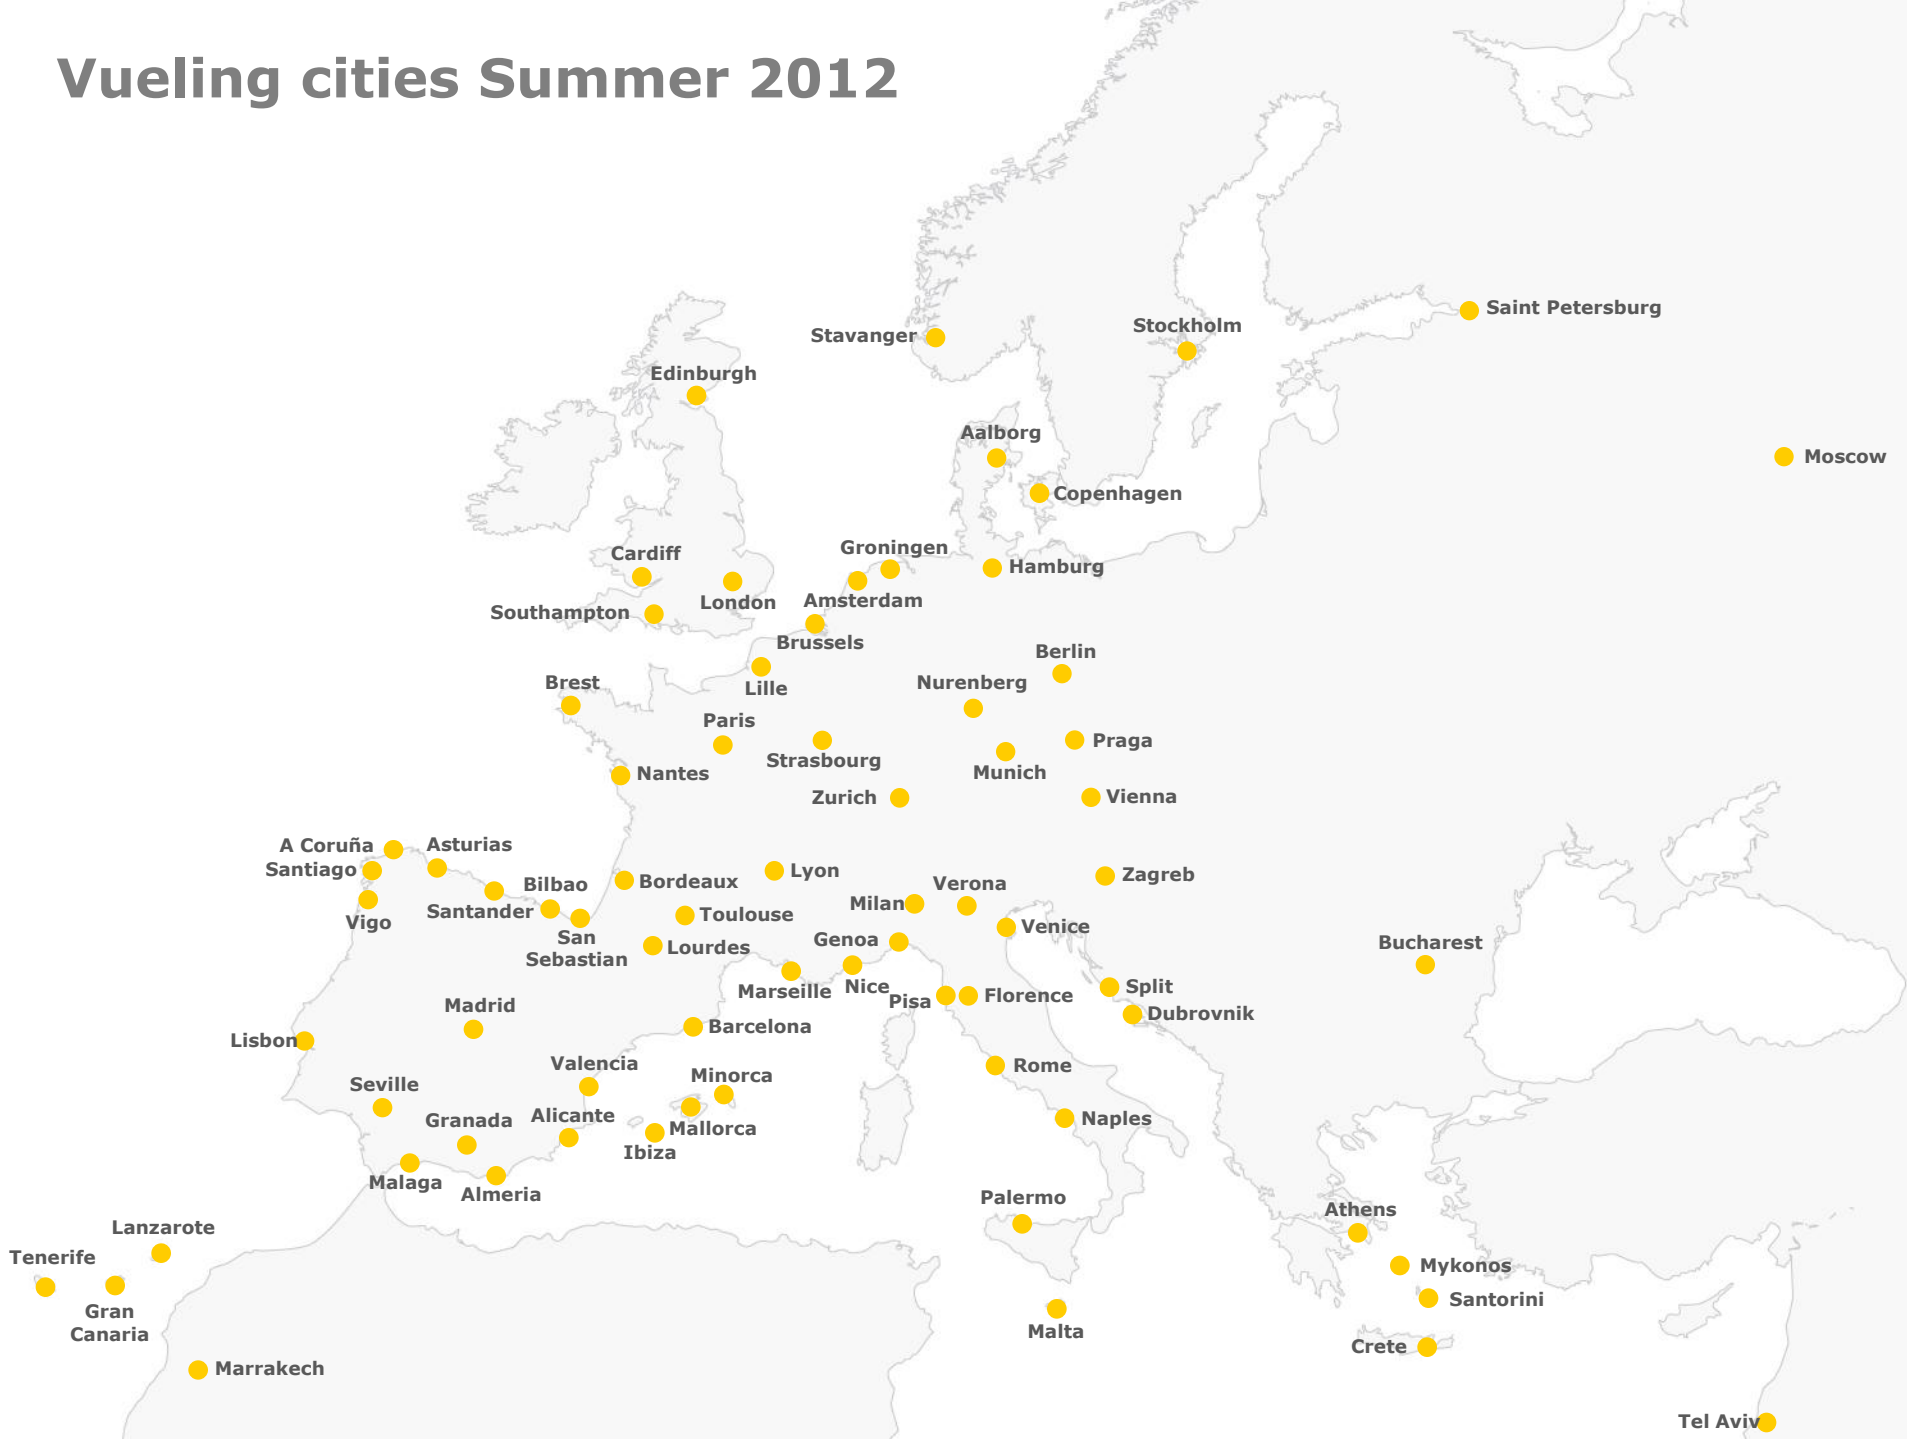 Vueling cities Summer 2012
Saint Petersburg
Stockholm
Stavanger
Edinburgh
Aalborg
Moscow
Copenhagen
Groningen
Cardiff
Hamburg
London
Amsterdam
Southampton
Brussels
Berlin
Lille
Brest
Nurenberg
Paris
Praga
Strasbourg
Munich
Nantes
Zurich
Vienna
A Coruña
Asturias
Santiago
Lyon
Zagreb
Bordeaux
Bilbao
Verona
Milan
Santander
Toulouse
Vigo
Venice
San
Sebastian
Genoa
Lourdes
Bucharest
Nice
Split
Marseille
Pisa
Florence
Madrid
Dubrovnik
Barcelona
Lisbon
Valencia
Rome
Minorca
Seville
Alicante
Granada
Naples
Mallorca
Ibiza
Malaga
Almeria
Palermo
Athens
Lanzarote
Tenerife
Mykonos
Santorini
Gran
Canaria
Malta
Crete
Marrakech
Tel Aviv